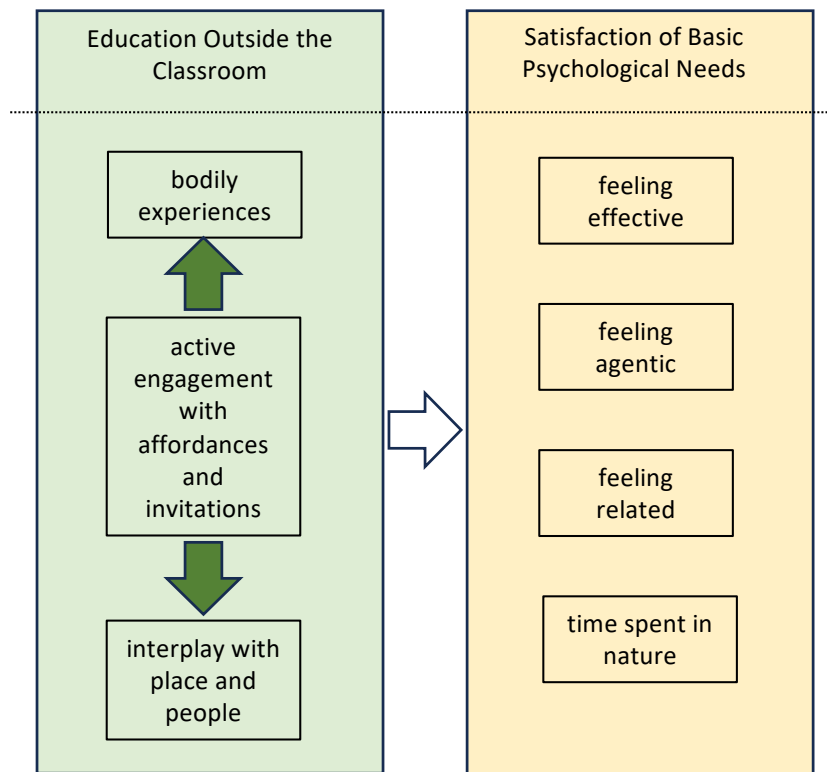 Education Outside the
Classroom
bodily
experiences
active
engagement
with
affordances
and
invitations
interplay with
place and
people
Satisfaction of Basic
Psychological Needs
feeling
effective
feeling
agentic
feeling
related
time spent in
nature